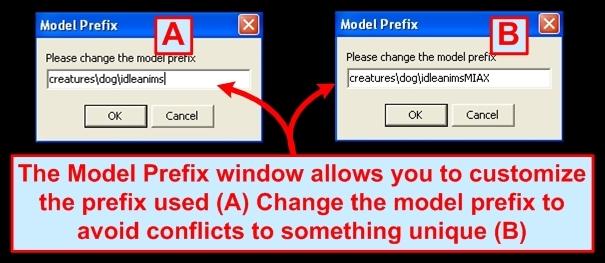 Model Prefix
A
Please change the model prefix
creatures\dog\idleanims
OK Cancel
Model Prefix
B
Please change the model prefix
creatures\dog\idleanimsMIAX
OK Cancel
The Model Prefix window allows you to customize
the prefix used (A) Change the model prefix to
avoid conflicts to something unique (B)